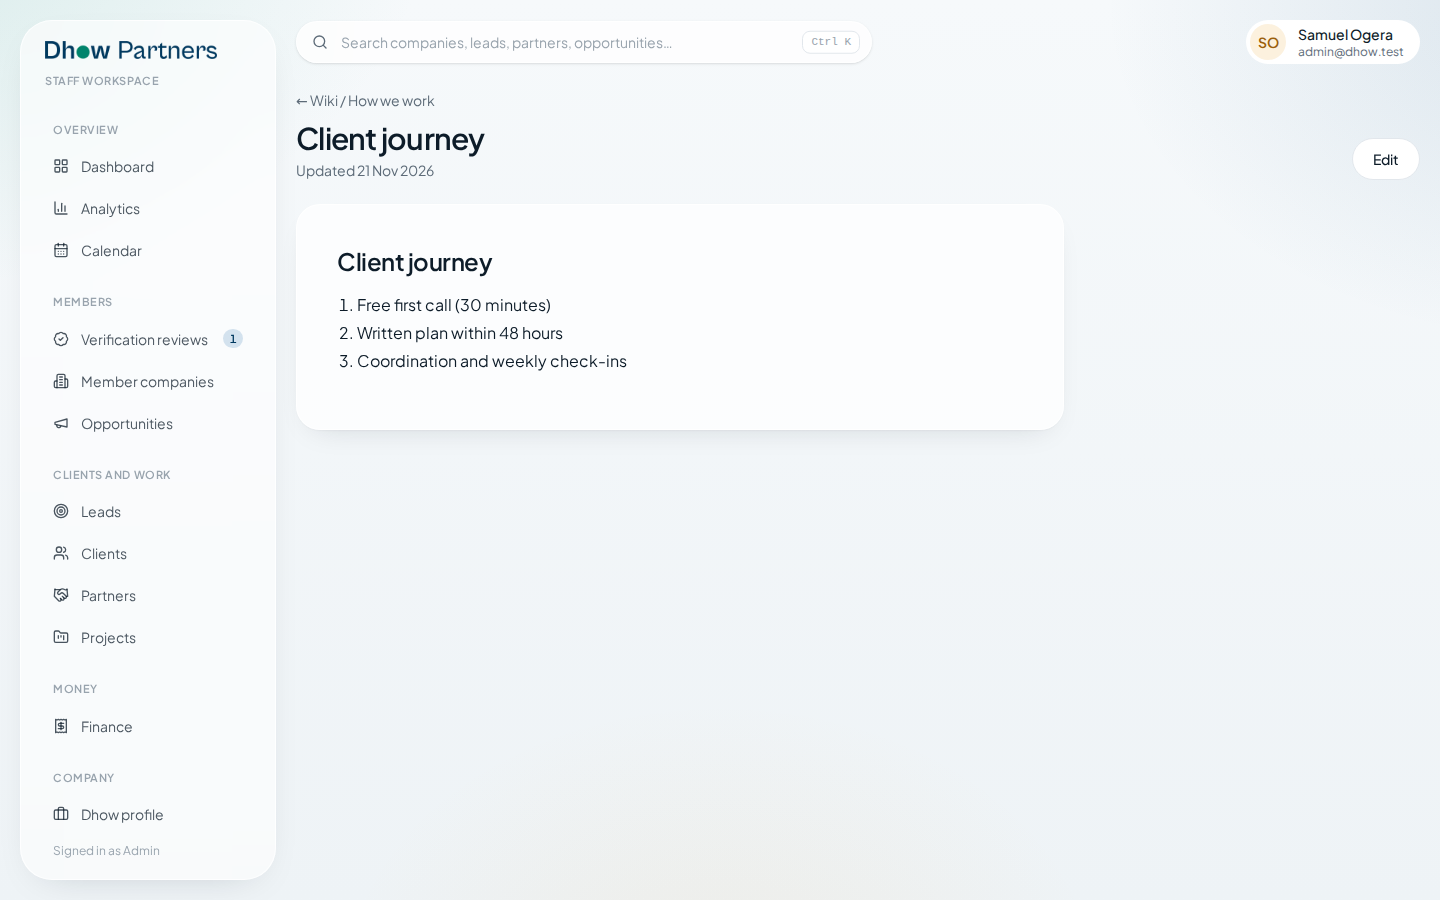 Dhow Partners
STAFF WORKSPACE
OVERVIEW
Dashboard
Analytics
Calendar
MEMBERS
Verification reviews 1
Member companies
Opportunities
CLIENTS AND WORK
Leads
Clients
Partners
Projects
MONEY
Finance
COMPANY
Dhow profile
Signed in as Admin
Search companies, leads, partners, opportunities... Ctrl K
SO
Samuel Ogera
admin@dhow.test
← Wiki / How we work
Client journey
Updated 21 Nov 2026
Edit
Client journey
1. Free first call (30 minutes)
2. Written plan within 48 hours
3. Coordination and weekly check-ins